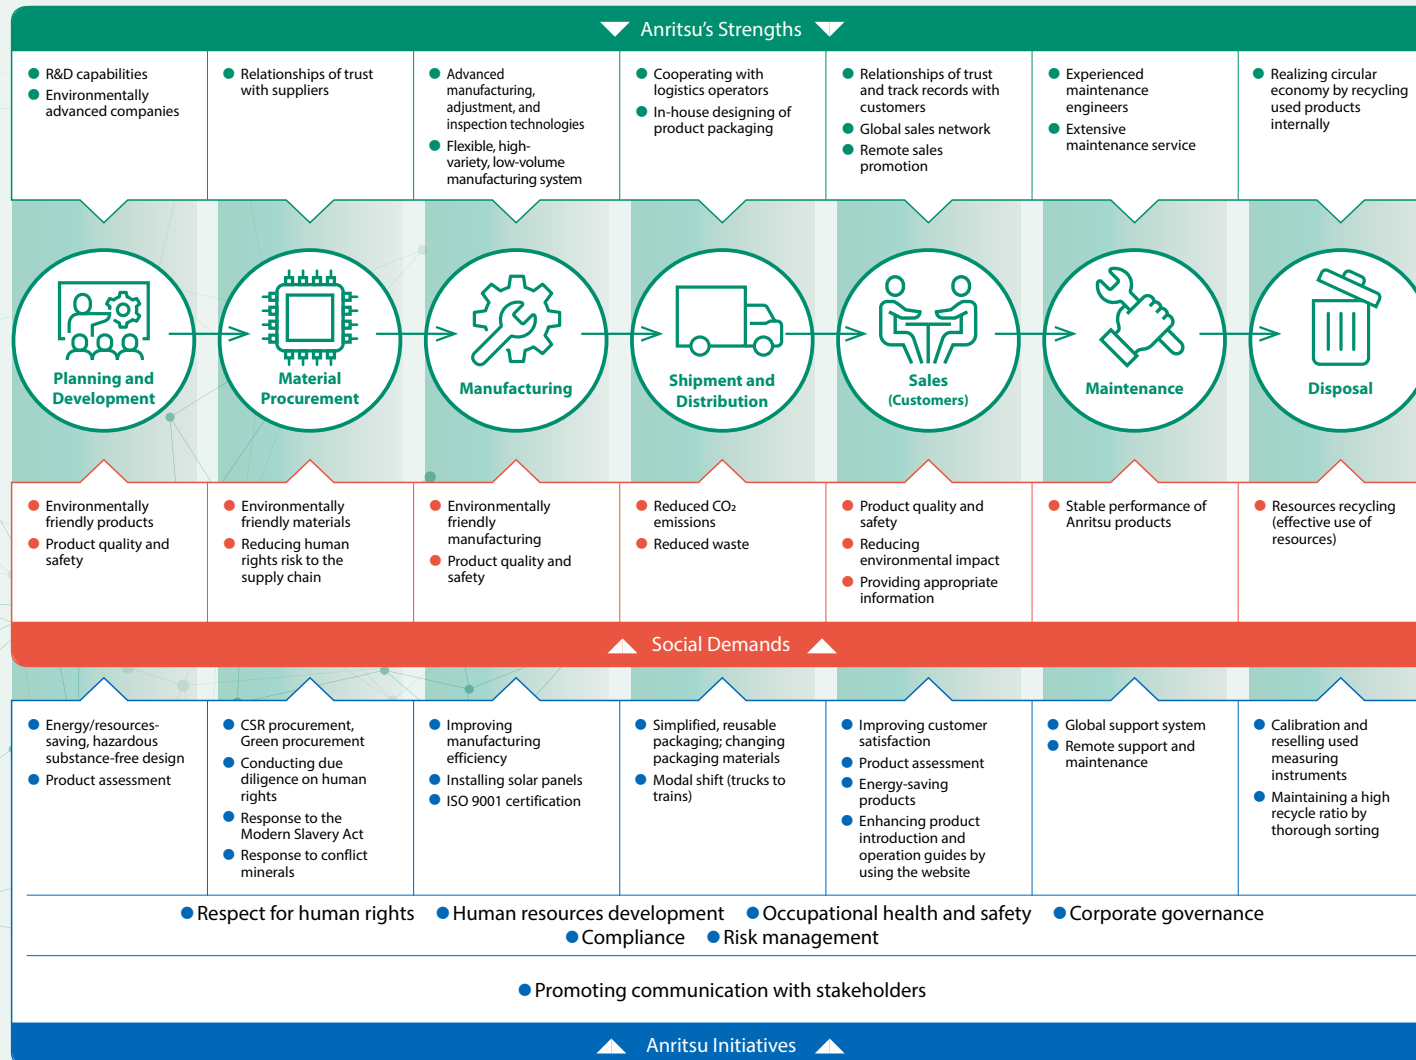 Anritsu’s Strengths
R&D capabilities
Environmentally
advanced companies
Relationships of trust
with suppliers
Advanced
manufacturing,
adjustment, and
inspection technologies
Flexible, high-
variety, low-volume
manufacturing system
Cooperating with
logistics operators
In-house designing of
product packaging
Relationships of trust
and track records with
customers
Global sales network
Remote sales
promotion
Experienced
maintenance
engineers
Extensive
maintenance service
Realizing circular
economy by recycling
used products
internally
Planning and
Development
Material
Procurement
Manufacturing
Shipment and
Distribution
Sales
(Customers)
Maintenance
Disposal
Environmentally
friendly products
Product quality and
safety
Environmentally
friendly materials
Reducing human
rights risk to the
supply chain
Environmentally
friendly
manufacturing
Product quality and
safety
Reduced CO₂
emissions
Reduced waste
Product quality and
safety
Reducing
environmental impact
Providing appropriate
information
Stable performance of
Anritsu products
Resources recycling
(effective use of
resources)
Social Demands
Energy/resources-
saving, hazardous
substance-free design
Product assessment
CSR procurement,
Green procurement
Conducting due
diligence on human
rights
Response to the
Modern Slavery Act
Response to conflict
minerals
Improving
manufacturing
efficiency
Installing solar panels
ISO 9001 certification
Simplified, reusable
packaging; changing
packaging materials
Modal shift (trucks to
trains)
Improving customer
satisfaction
Product assessment
Energy-saving
products
Enhancing product
introduction and
operation guides by
using the website
Global support system
Remote support and
maintenance
Calibration and
reselling used
measuring
instruments
Maintaining a high
recycle ratio by
thorough sorting
Respect for human rights Human resources development Occupational health and safety Corporate governance
Compliance Risk management
Promoting communication with stakeholders
Anritsu Initiatives